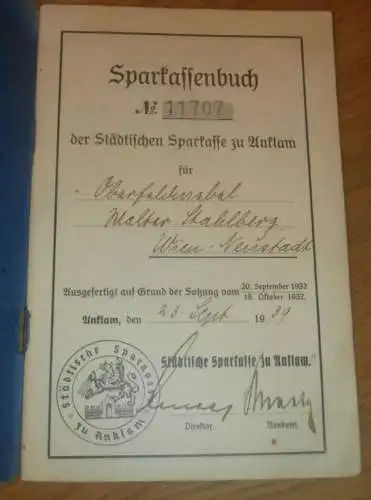 Sparkassenbuch
No 11707
der Städtischen Sparkasse zu Anklam
für
Oberfeldwebel
Walter Stahlberg
Wien-Neustadt
Ausgefertigt auf Grund der Satzung vom 20. September 1932
18. Oktober 1932.
Anklam, den 23. Sept 1939
Städtische Sparkasse zu Anklam.
Städtische Sparkasse
zu Anklam
Direktor. Rendant.